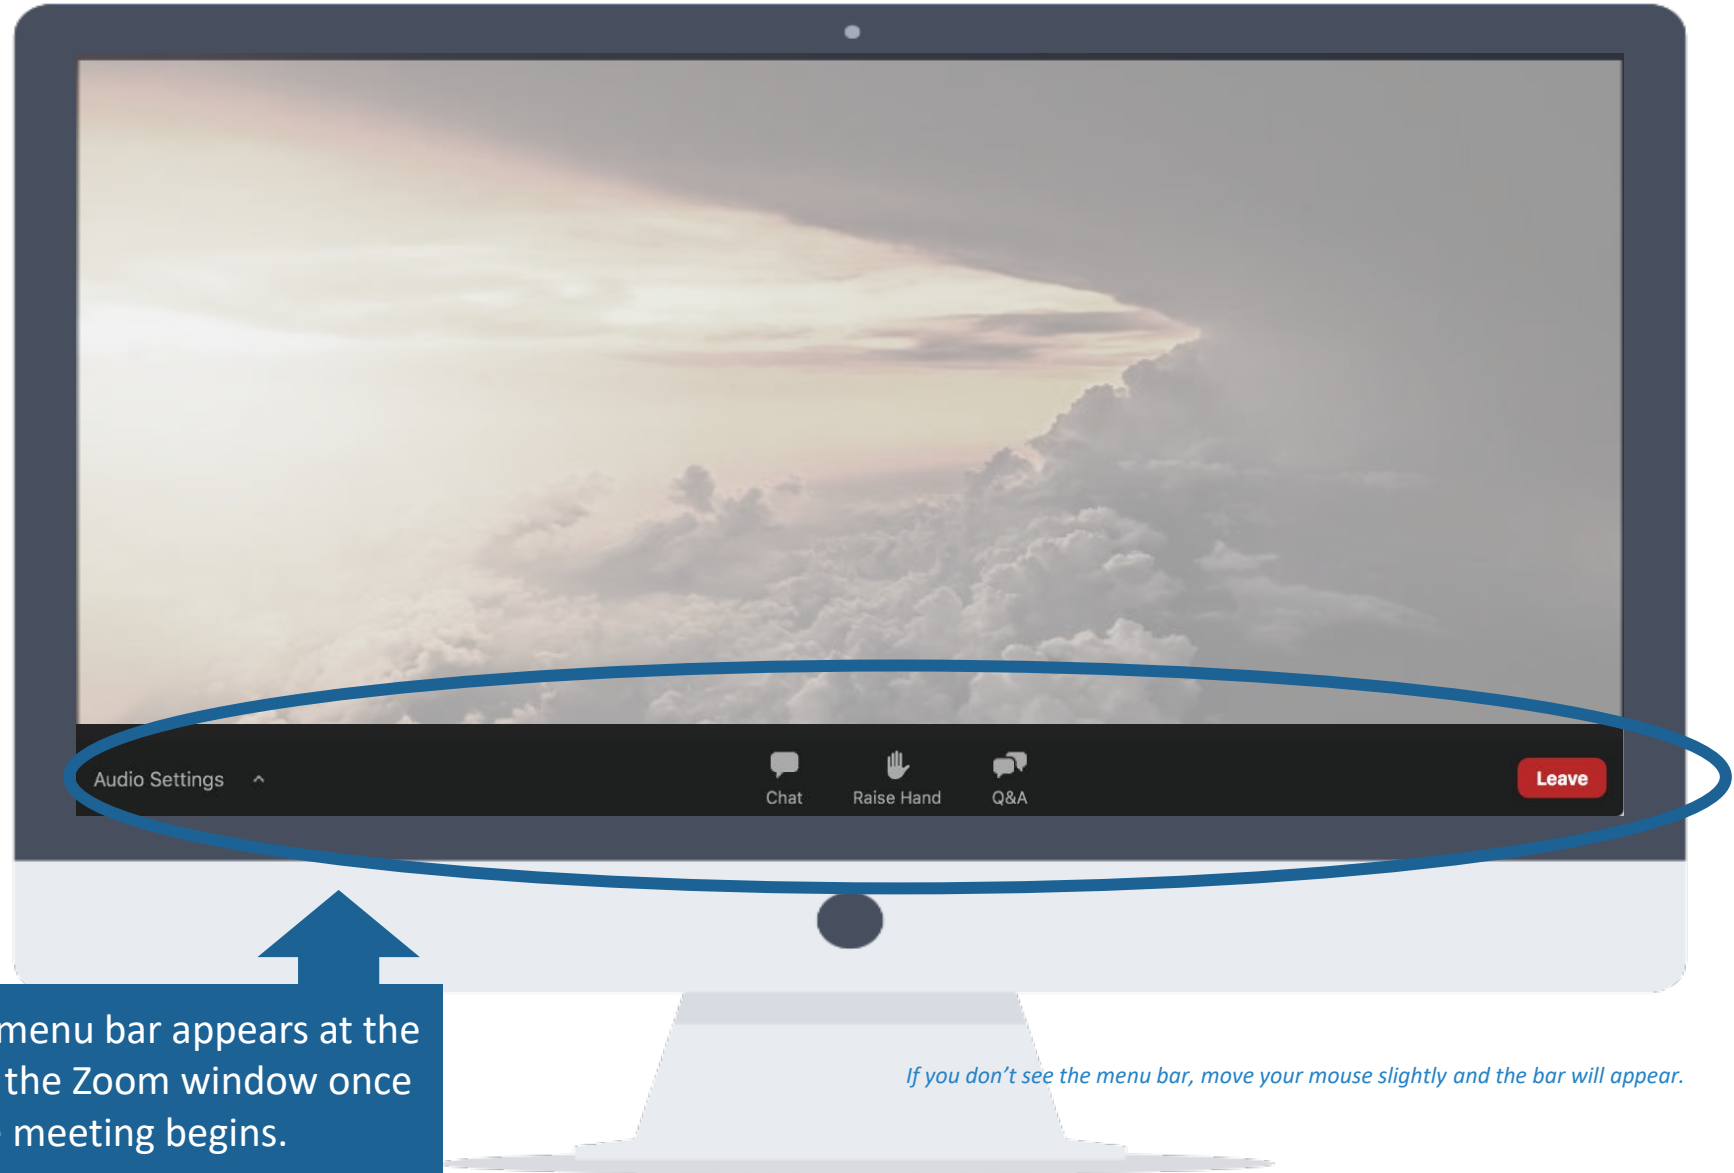 Audio Settings
Chat
Raise Hand
Q&A
Leave
menu bar appears at the
the Zoom window once
meeting begins.
If you don't see the menu bar, move your mouse slightly and the bar will appear.